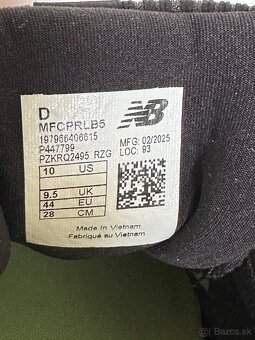 D
MFCPRLB5
197966406615
P447799
PZKRQ2495 RZG
NB
MFG: 02/2025
LOC: 93
10 US
9.5 UK
44 EU
28 CM
Made in Vietnam
Fabriqué au Vietnam
bazos.sk